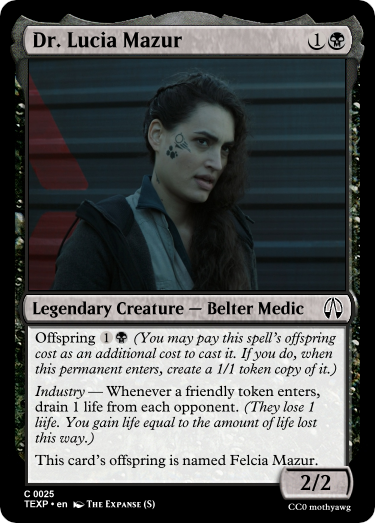 Dr. Lucia Mazur 1
Legendary Creature — Belter Medic
Offspring 1 (You may pay this spell's offspring
cost as an additional cost to cast it. If you do, when
this permanent enters, create a 1/1 token copy of it.)
Industry — Whenever a friendly token enters,
drain 1 life from each opponent. (They lose 1
liife. You gain life equal to the amount of life lost
this way.)
This card's offspring is named Felcia Mazur.
2/2
C 0025
TEXP • en The Expanse (S)
CC0 mothyawg